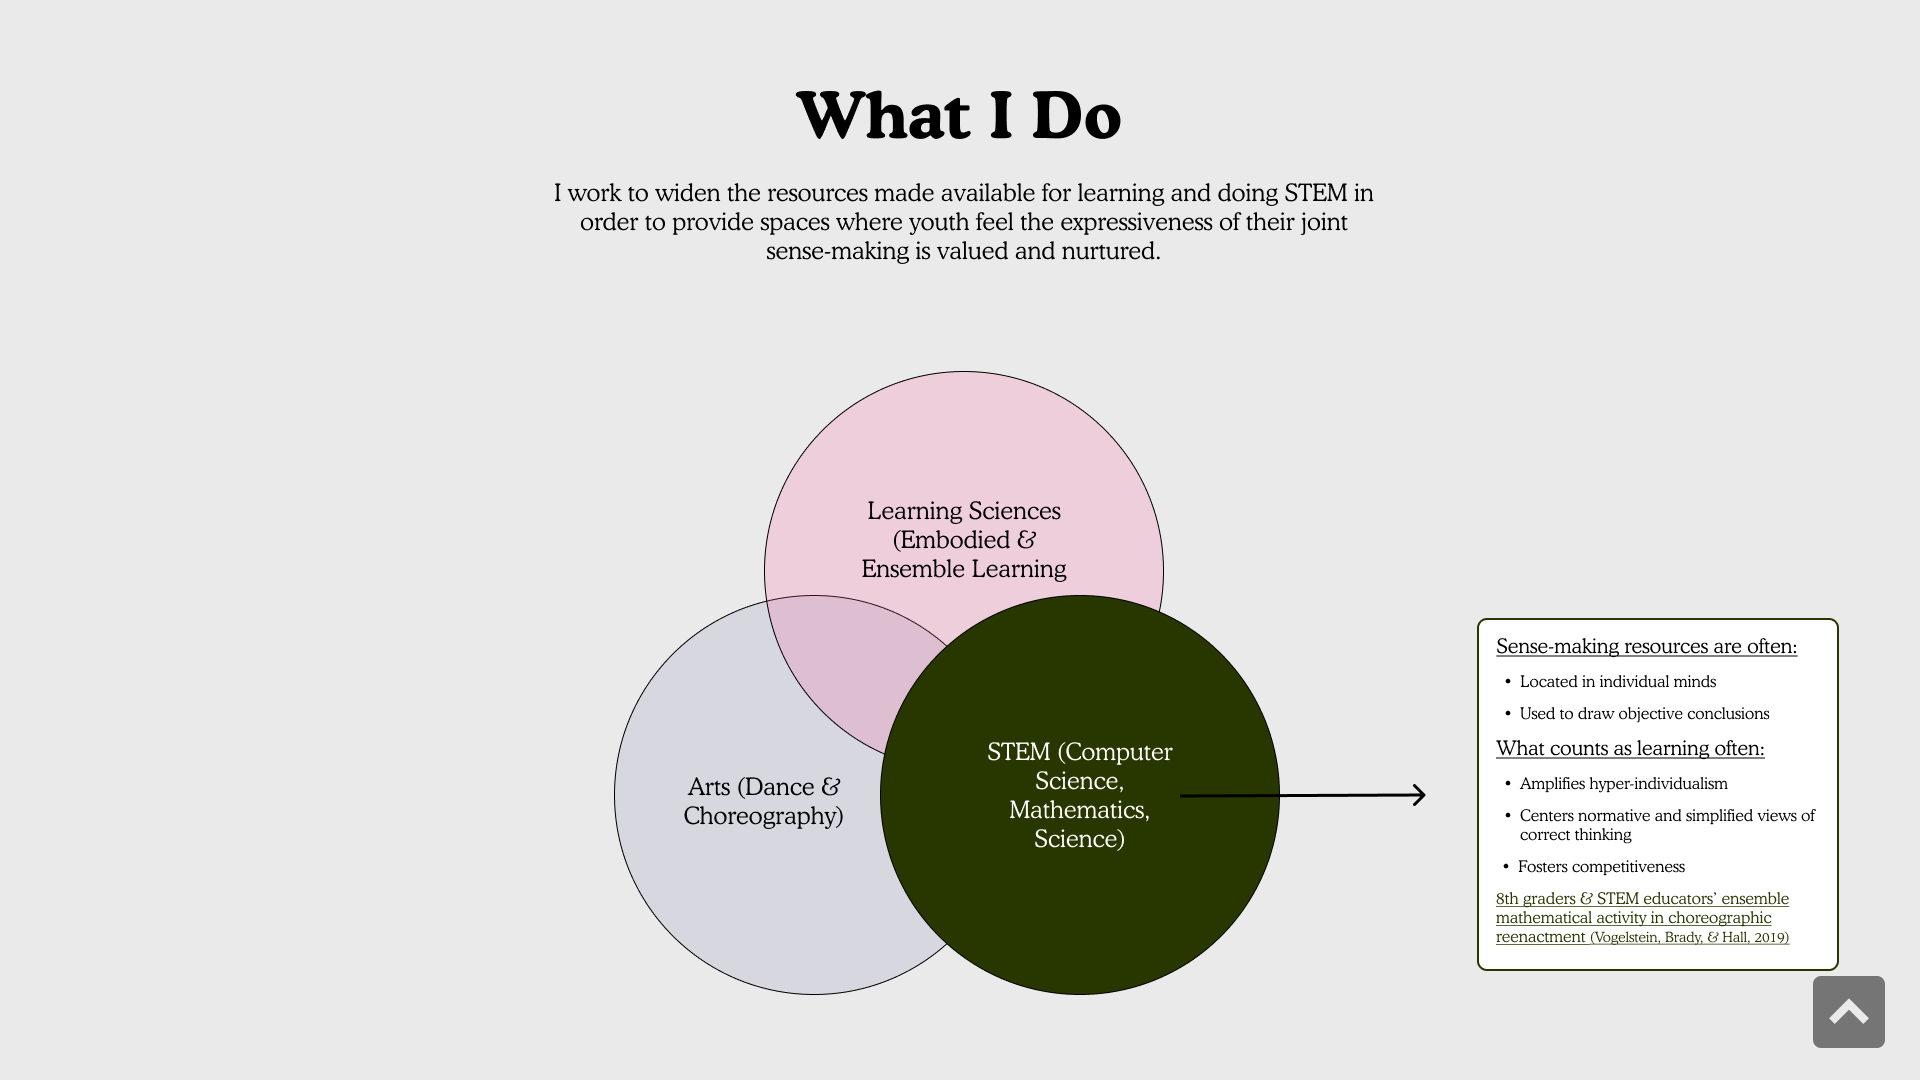 What I Do
I work to widen the resources made available for learning and doing STEM in
order to provide spaces where youth feel the expressiveness of their joint
sense-making is valued and nurtured.
Learning Sciences
(Embodied &
Ensemble Learning
Arts (Dance &
Choreography)
STEM (Computer
Science,
Mathematics,
Science)
Sense-making resources are often:
• Located in individual minds
• Used to draw objective conclusions
What counts as learning often:
• Amplifies hyper-individualism
• Centers normative and simplified views of
correct thinking
• Fosters competitiveness
8th graders & STEM educators’ ensemble
mathematical activity in choreographic
reenactment (Vogelstein, Brady, & Hall, 2019)